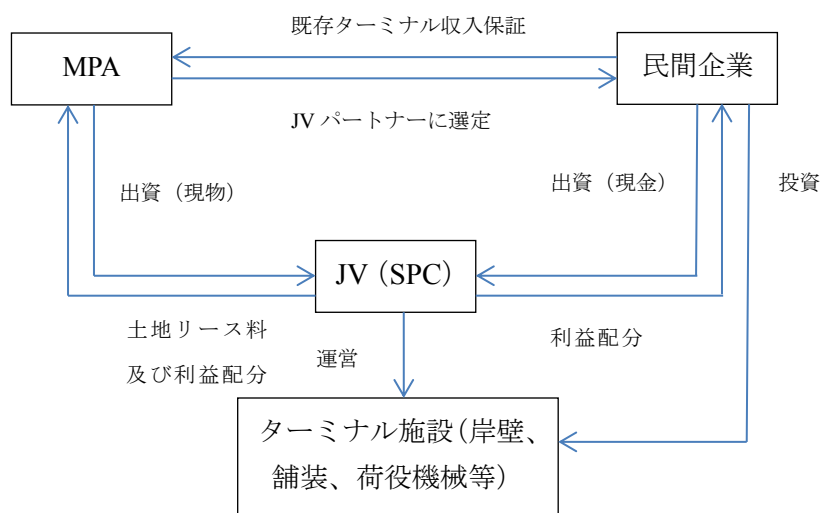 既存ターミナル収入保証
MPA
民間企業
JV パートナーに選定
出資（現物）
出資（現金）
投資
JV（SPC）
土地リース料
及び利益配分
運営
利益配分
ターミナル施設（岸壁、
舗装、荷役機械等）